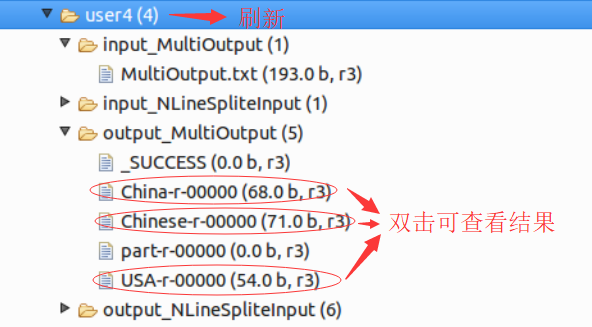 user4 (4) 刷新
input_MultiOutput (1)
MultiOutput.txt (193.0 b, r3)
input_NLineSpliteInput (1)
output_MultiOutput (5)
_SUCCESS (0.0 b, r3)
China-r-00000 (68.0 b, r3)
Chinese-r-00000 (71.0 b, r3) 双击可查看结果
part-r-00000 (0.0 b, r3)
USA-r-00000 (54.0 b, r3)
output_NLineSpliteInput (6)